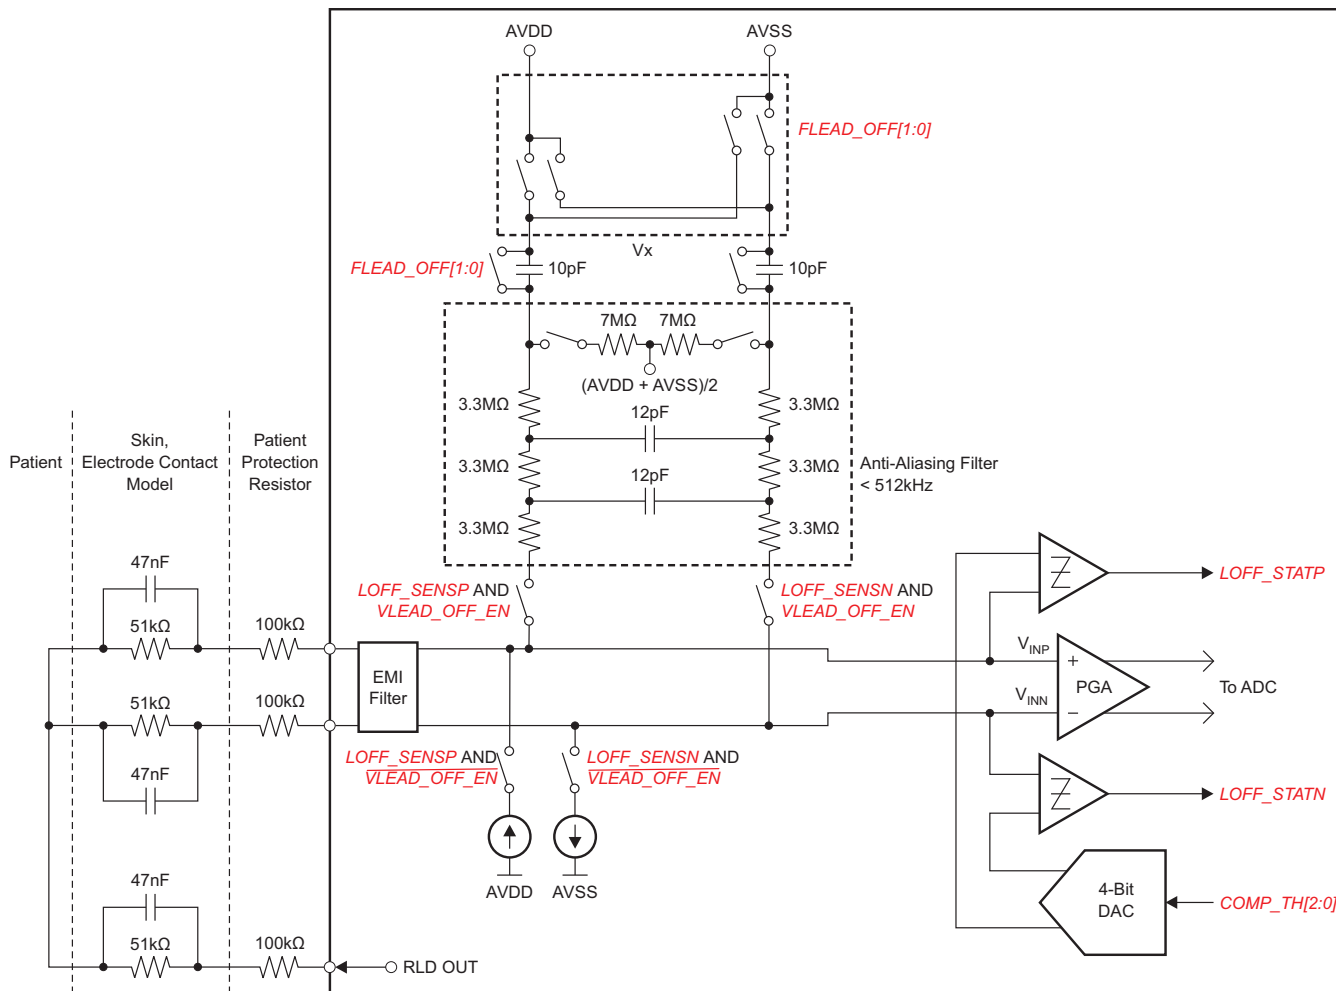 AVDD
AVSS
FLEAD_OFF[1:0]
Vx
FLEAD_OFF[1:0]
10pF
10pF
7MΩ
7MΩ
(AVDD + AVSS)/2
3.3MΩ
12pF
3.3MΩ
3.3MΩ
12pF
3.3MΩ
Anti-Aliasing Filter
< 512kHz
3.3MΩ
3.3MΩ
Patient
Skin,
Electrode Contact
Model
Patient
Protection
Resistor
47nF
51kΩ
100kΩ
51kΩ
100kΩ
47nF
47nF
51kΩ
100kΩ
RLD OUT
EMI
Filter
LOFF_SENSP AND
VLEAD_OFF_EN
LOFF_SENSN AND
VLEAD_OFF_EN
LOFF_SENSP AND
VLEAD_OFF_EN
LOFF_SENSN AND
VLEAD_OFF_EN
AVDD
AVSS
LOFF_STATP
VINP
+
PGA
VINN
−
To ADC
LOFF_STATN
4-Bit
DAC
COMP_TH[2:0]